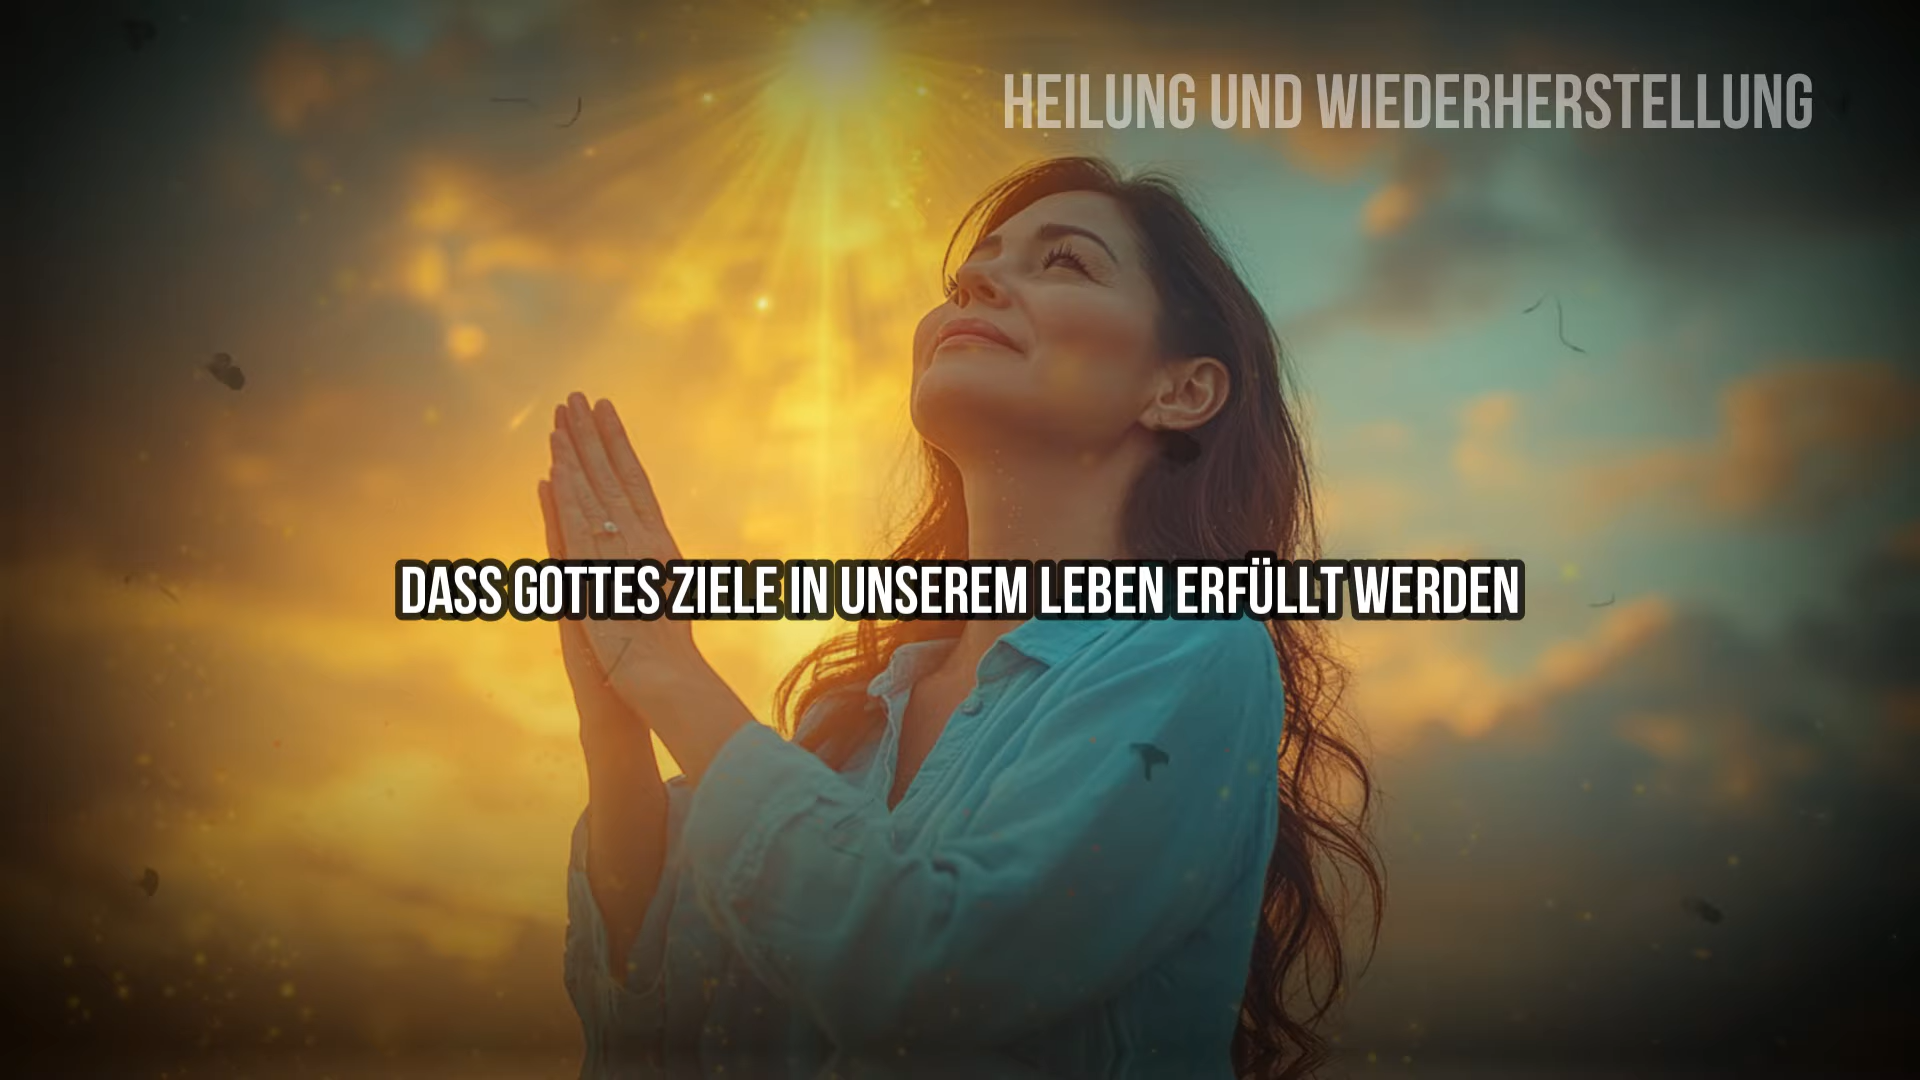 HEILUNG UND WIEDERHERSTELLUNG
DASS GOTTES ZIELE IN UNSEREM LEBEN ERFÜLLT WERDEN